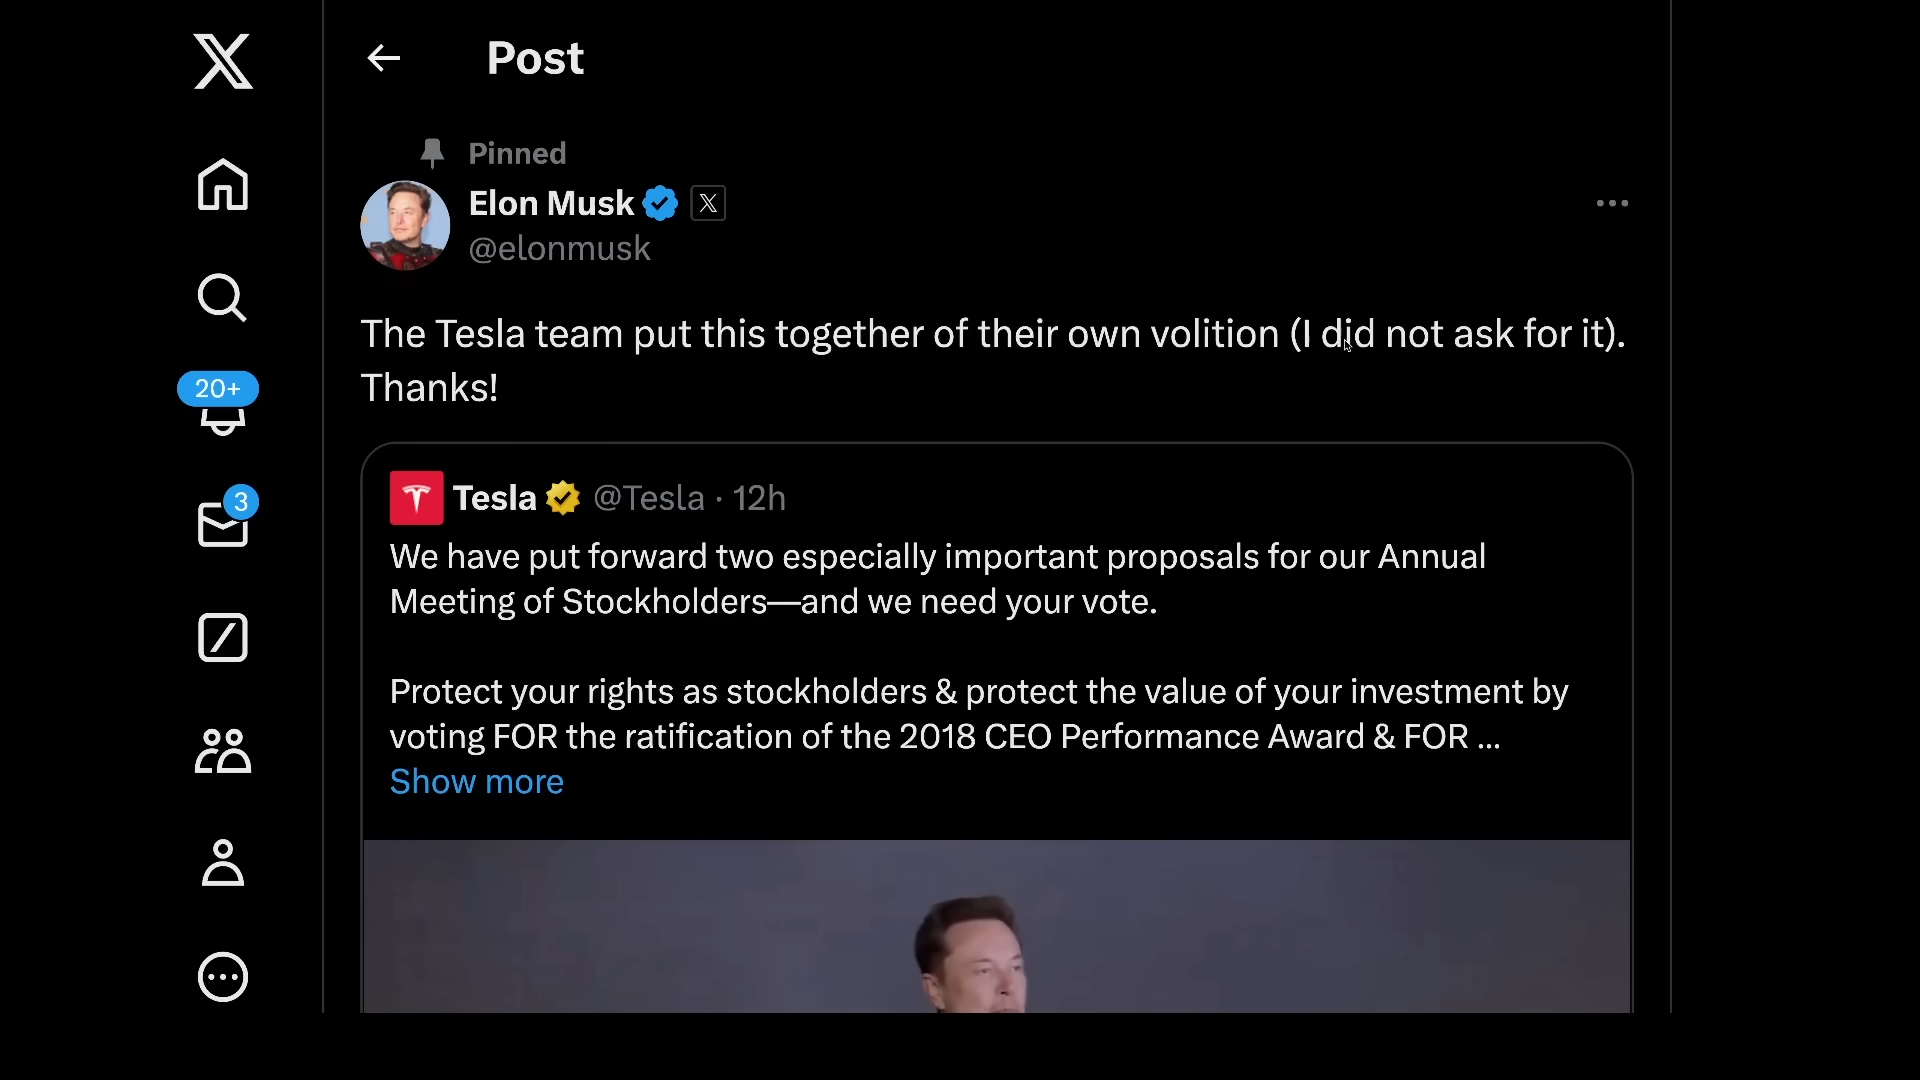 Post
Pinned
Elon Musk
@elonmusk
The Tesla team put this together of their own volition (I did not ask for it).
Thanks!
20+
3
Tesla @Tesla · 12h
We have put forward two especially important proposals for our Annual
Meeting of Stockholders—and we need your vote.
Protect your rights as stockholders & protect the value of your investment by
voting FOR the ratification of the 2018 CEO Performance Award & FOR ...
Show more